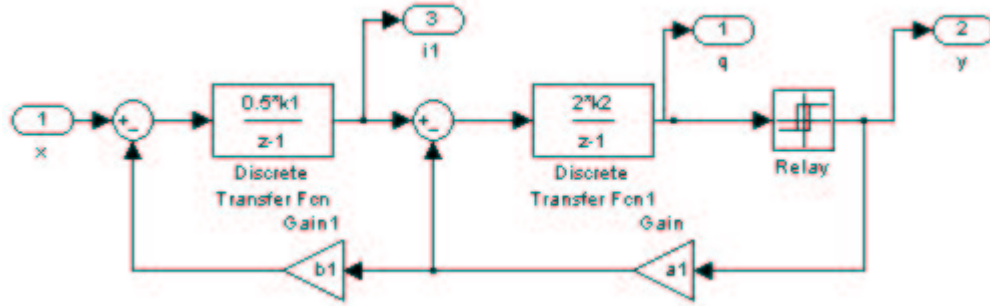 3
i1
1
q
2
y
1
x
+
-
0.5*k1
z-1
Discrete
Transfer Fcn
+
-
2*k2
z-1
Discrete
Transfer Fcn1
Relay
Gain1
b1
Gain
a1